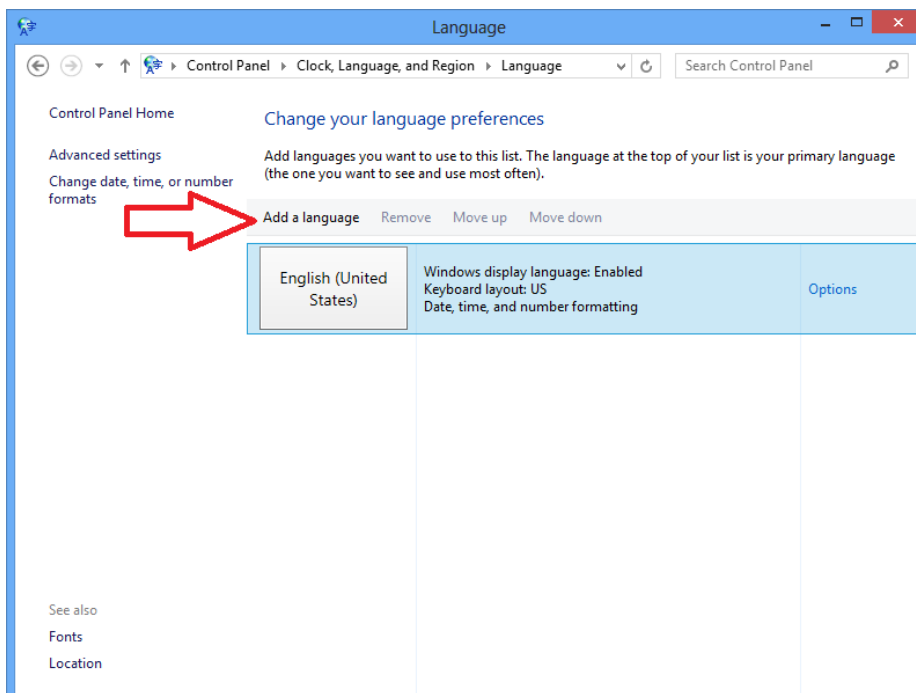 Language
Control Panel Clock, Language, and Region Language
Search Control Panel
Control Panel Home
Advanced settings
Change date, time, or number
formats
Change your language preferences
Add languages you want to use to this list. The language at the top of your list is your primary language
(the one you want to see and use most often).
Add a language Remove Move up Move down
English (United
States)
Windows display language: Enabled
Keyboard layout: US
Date, time, and number formatting
Options
See also
Fonts
Location